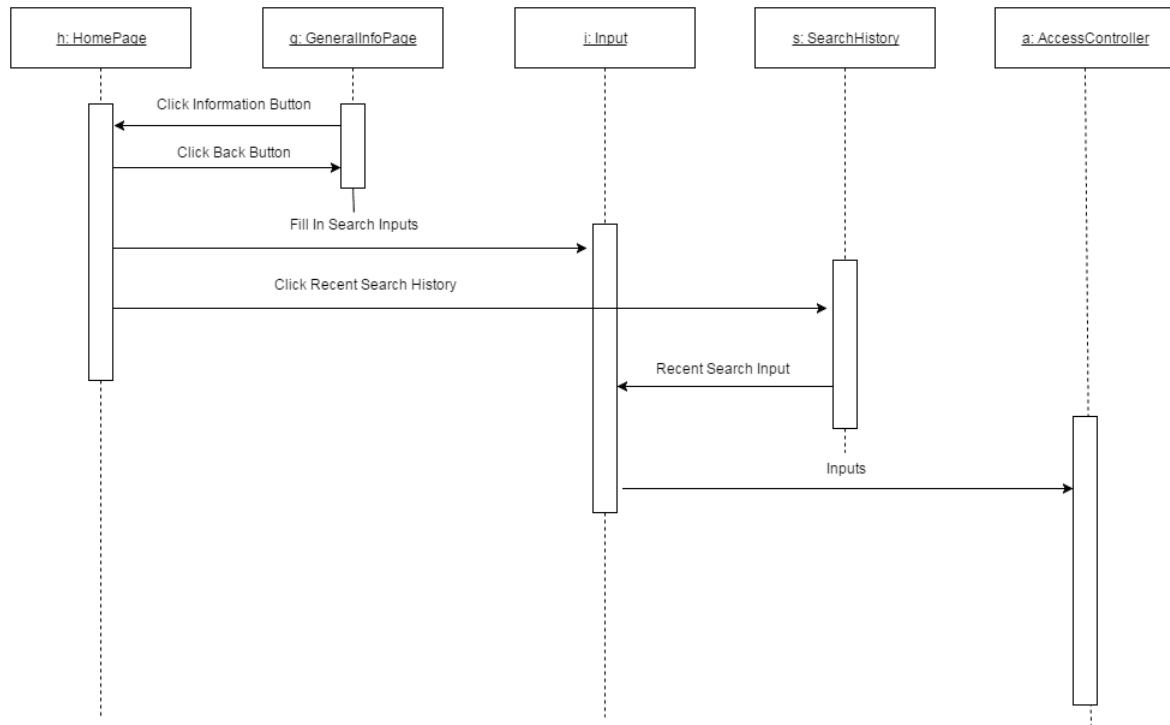 h: HomePage
g: GeneralInfoPage
i: Input
s: SearchHistory
a: AccessController
Click Information Button
Click Back Button
Fill In Search Inputs
Click Recent Search History
Recent Search Input
Inputs